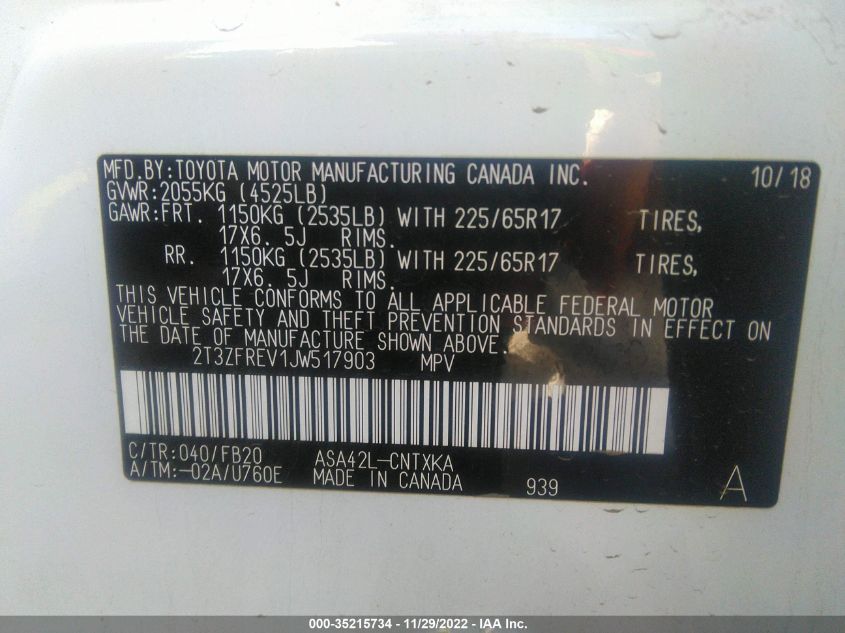 MFD.BY:TOYOTA MOTOR MANUFACTURING CANADA INC. 10/18
GVWR:2055KG (4525LB)
GAWR:FRT. 1150KG (2535LB) WITH 225/65R17 TIRES,
17X6.5J RIMS.
RR. 1150KG (2535LB) WITH 225/65R17 TIRES,
17X6.5J RIMS.
THIS VEHICLE CONFORMS TO ALL APPLICABLE FEDERAL MOTOR
VEHICLE SAFETY AND THEFT PREVENTION STANDARDS IN EFFECT ON
THE DATE OF MANUFACTURE SHOWN ABOVE.
2T3ZFREV1JW517903 MPV
C/TR:040/FB20 ASA42L-CNTXKA
A/TM:-02A/U760E MADE IN CANADA 939 A
000-35215734 - 11/29/2022 - IAA Inc.